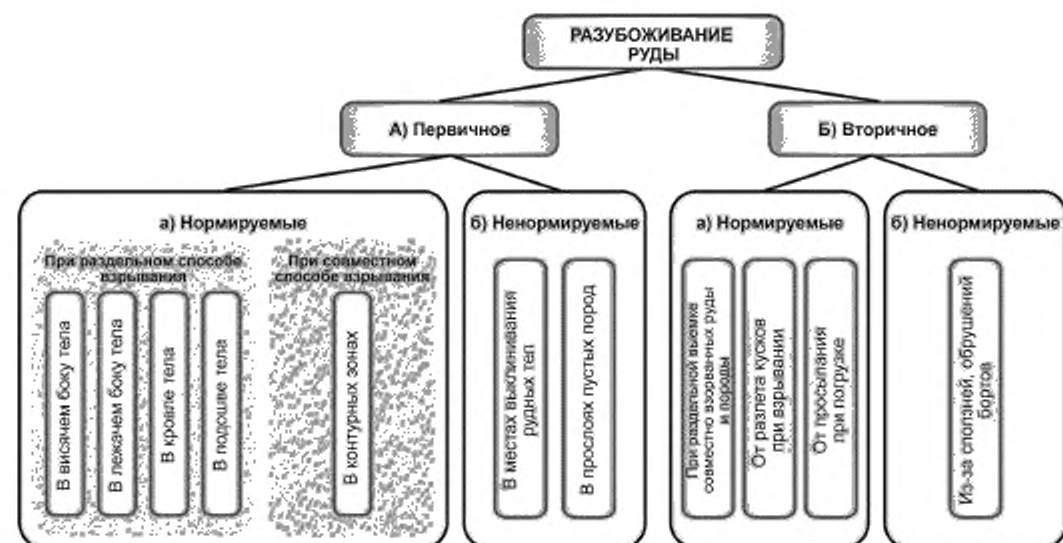 РАЗУБОЖИВАНИЕ
РУДЫ
А) Первичное
Б) Вторичное
а) Нормируемые
При раздельном способе
взрывания
В висячем боку тела
В лежачем боку тела
В кровле тела
В подошве тела
При совместном
способе взрывания
В контурных зонах
б) Ненормируемые
В местах выклинивания
рудных тел
В прослоях пустых пород
а) Нормируемые
При раздельной выемке
совместно взорванных руды
и породы
От разлета кусков
при взрывании
От просыпания
при погрузке
б) Ненормируемые
Из-за оползней, обрушений
бортов